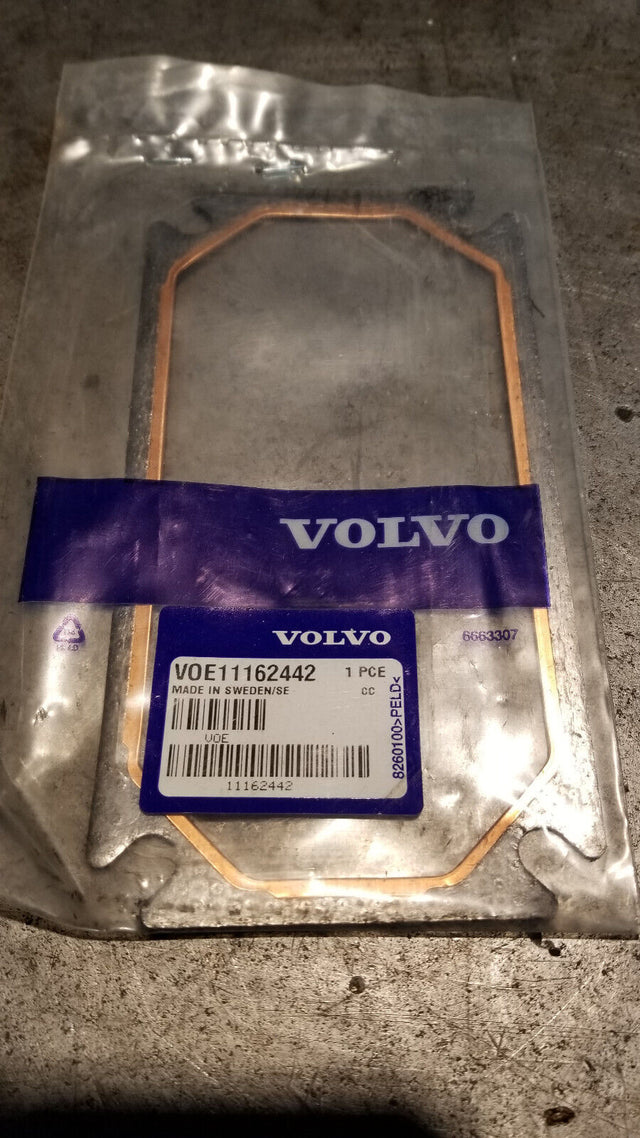 VOLVO
6663307
VOLVO
VOE11162442 1 PCE
MADE IN SWEDEN/SE CC
VOE
11162442
8260100>PELD<